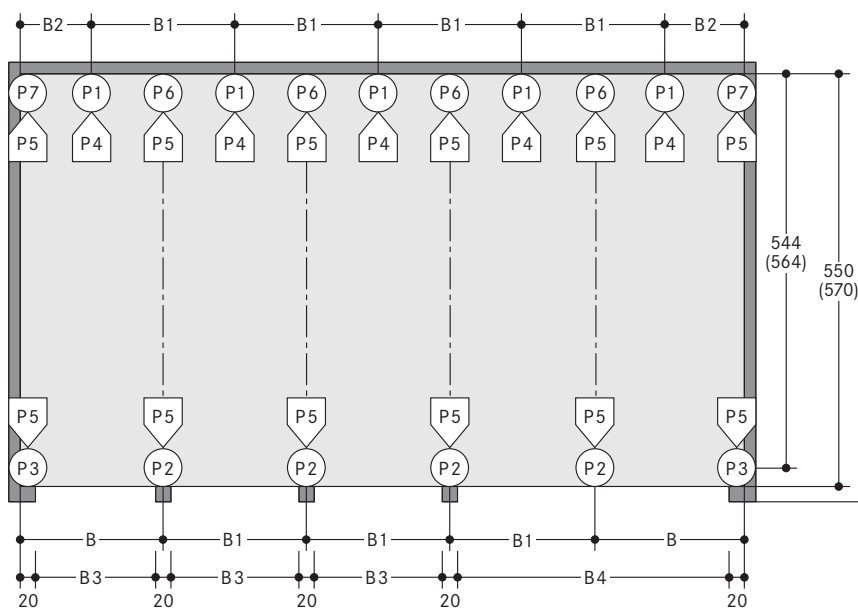 B2 B1 B1 B1 B1 B2
P7 P1 P6 P1 P6 P1 P6 P1 P6 P1 P7
P5 P4 P5 P4 P5 P4 P5 P4 P5 P4 P5
544
(564)
550
(570)
P5 P5 P5 P5 P5 P5
P3 P2 P2 P2 P2 P3
B B1 B1 B1 B
B3 B3 B3 B4
20 20 20 20 20